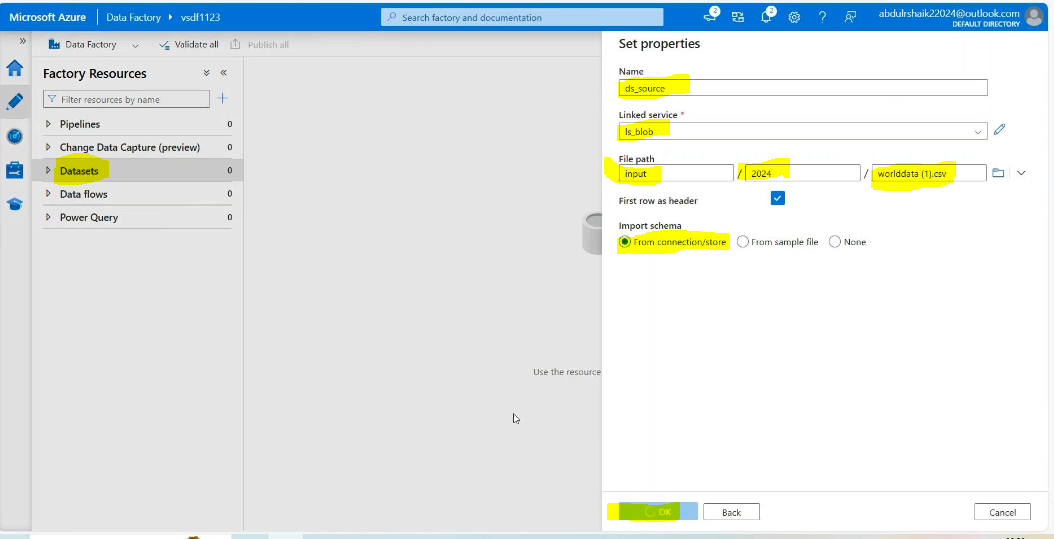 Microsoft Azure Data Factory vsdf1123
Search factory and documentation
2
2
abdulrshaik22024@outlook.com
DEFAULT DIRECTORY
Data Factory Validate all Publish all
Factory Resources
Filter resources by name
Pipelines 0
Change Data Capture (preview) 0
Datasets 0
Data flows 0
Power Query 0
Use the resource
Set properties
Name
ds_source
Linked service *
ls_blob
File path
input / 2024 / worlddata (1).csv
First row as header
Import schema
From connection/store From sample file None
OK Back Cancel